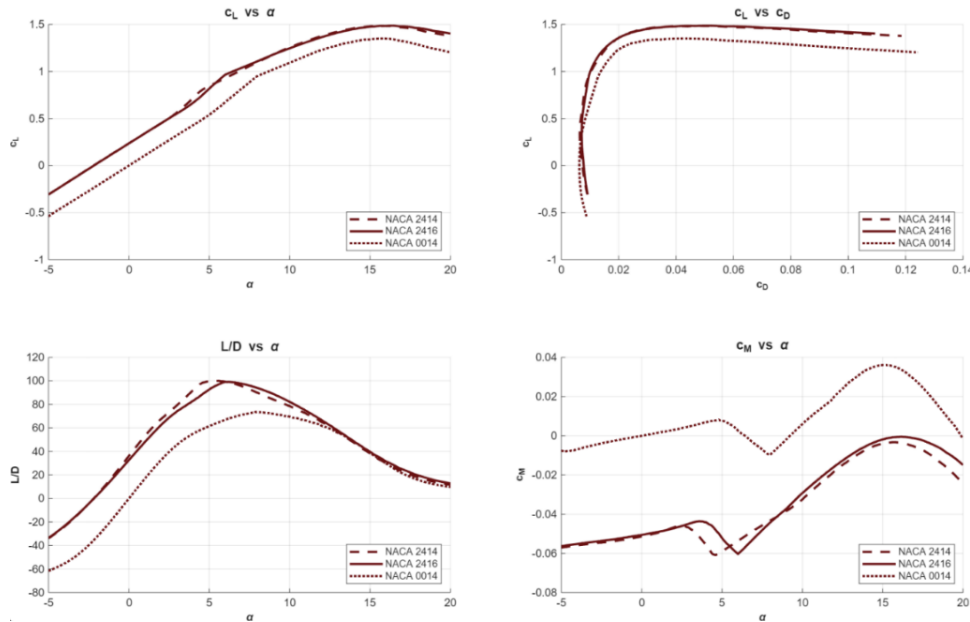 c_L vs α
1.5
1
0.5
0
-0.5
-1
c_L
-5 0 5 10 15 20
α
NACA 2414
NACA 2416
NACA 0014
c_L vs c_D
1.5
1
0.5
0
-0.5
-1
c_L
0 0.02 0.04 0.06 0.08 0.1 0.12 0.14
c_D
NACA 2414
NACA 2416
NACA 0014
L/D vs α
120
100
80
60
40
20
0
-20
-40
-60
-80
L/D
-5 0 5 10 15 20
α
NACA 2414
NACA 2416
NACA 0014
c_M vs α
0.04
0.02
0
-0.02
-0.04
-0.06
-0.08
c_M
-5 0 5 10 15 20
α
NACA 2414
NACA 2416
NACA 0014